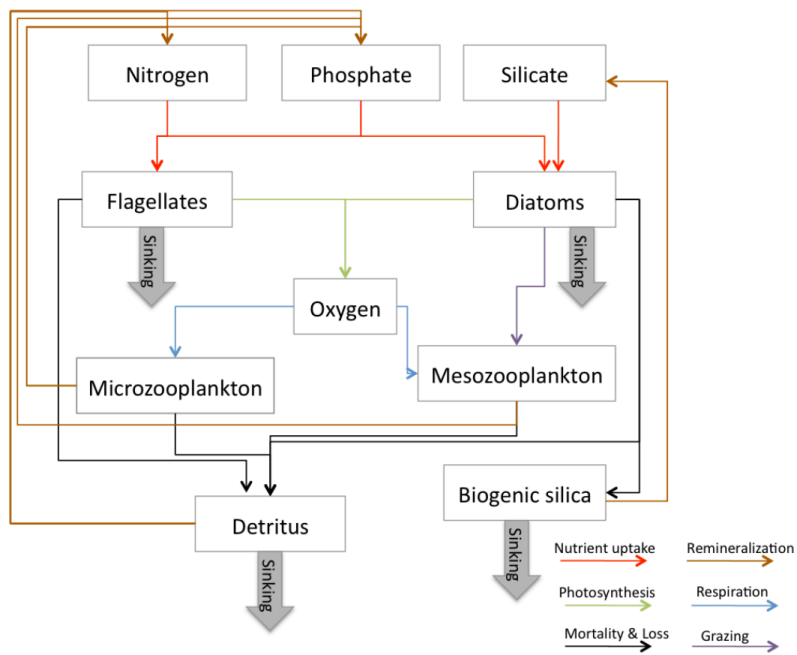 Nitrogen
Phosphate
Silicate
Flagellates
Diatoms
Sinking
Sinking
Oxygen
Microzooplankton
Mesozooplankton
Biogenic silica
Detritus
Sinking
Sinking
Nutrient uptake
Remineralization
Photosynthesis
Respiration
Mortality & Loss
Grazing